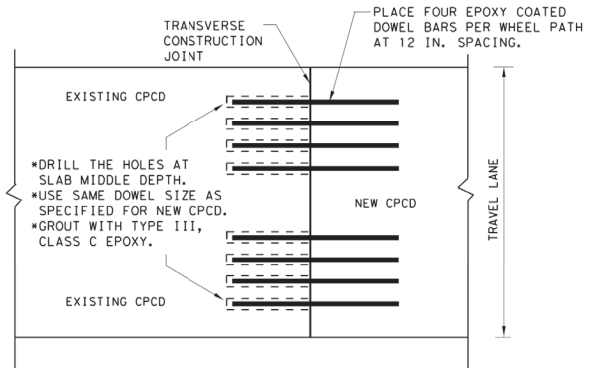 TRANSVERSE
CONSTRUCTION
JOINT
PLACE FOUR EPOXY COATED
DOWEL BARS PER WHEEL PATH
AT 12 IN. SPACING.
EXISTING CPCD
*DRILL THE HOLES AT
SLAB MIDDLE DEPTH.
*USE SAME DOWEL SIZE AS
SPECIFIED FOR NEW CPCD.
*GROUT WITH TYPE III,
CLASS C EPOXY.
NEW CPCD
TRAVEL LANE
EXISTING CPCD